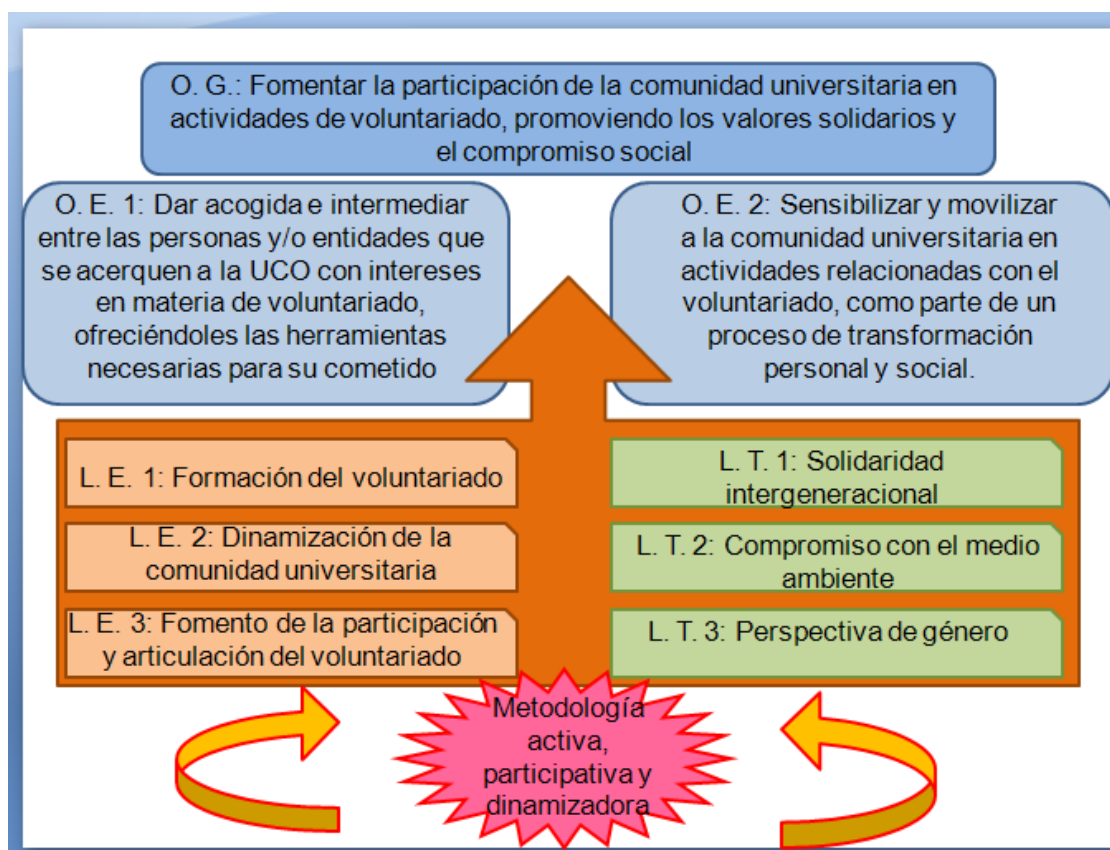 O. G.: Fomentar la participación de la comunidad universitaria en
actividades de voluntariado, promoviendo los valores solidarios y
el compromiso social
O. E. 1: Dar acogida e intermediar
entre las personas y/o entidades que
se acerquen a la UCO con intereses
en materia de voluntariado,
ofreciéndoles las herramientas
necesarias para su cometido
O. E. 2: Sensibilizar y movilizar
a la comunidad universitaria en
actividades relacionadas con el
voluntariado, como parte de un
proceso de transformación
personal y social.
L. E. 1: Formación del voluntariado
L. E. 2: Dinamización de la
comunidad universitaria
L. E. 3: Fomento de la participación
y articulación del voluntariado
L. T. 1: Solidaridad
intergeneracional
L. T. 2: Compromiso con el medio
ambiente
L. T. 3: Perspectiva de género
Metodología
activa,
participativa y
dinamizadora